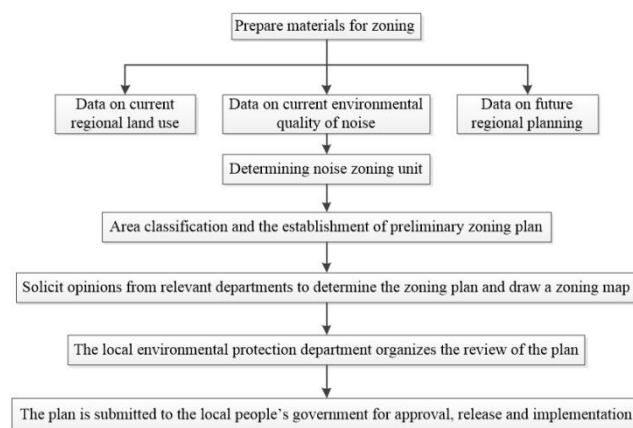 Prepare materials for zoning
Data on current
regional land use
Data on current environmental
quality of noise
Data on future
regional planning
Determining noise zoning unit
Area classification and the establishment of preliminary zoning plan
Solicit opinions from relevant departments to determine the zoning plan and draw a zoning map
The local environmental protection department organizes the review of the plan
The plan is submitted to the local people's government for approval, release and implementation